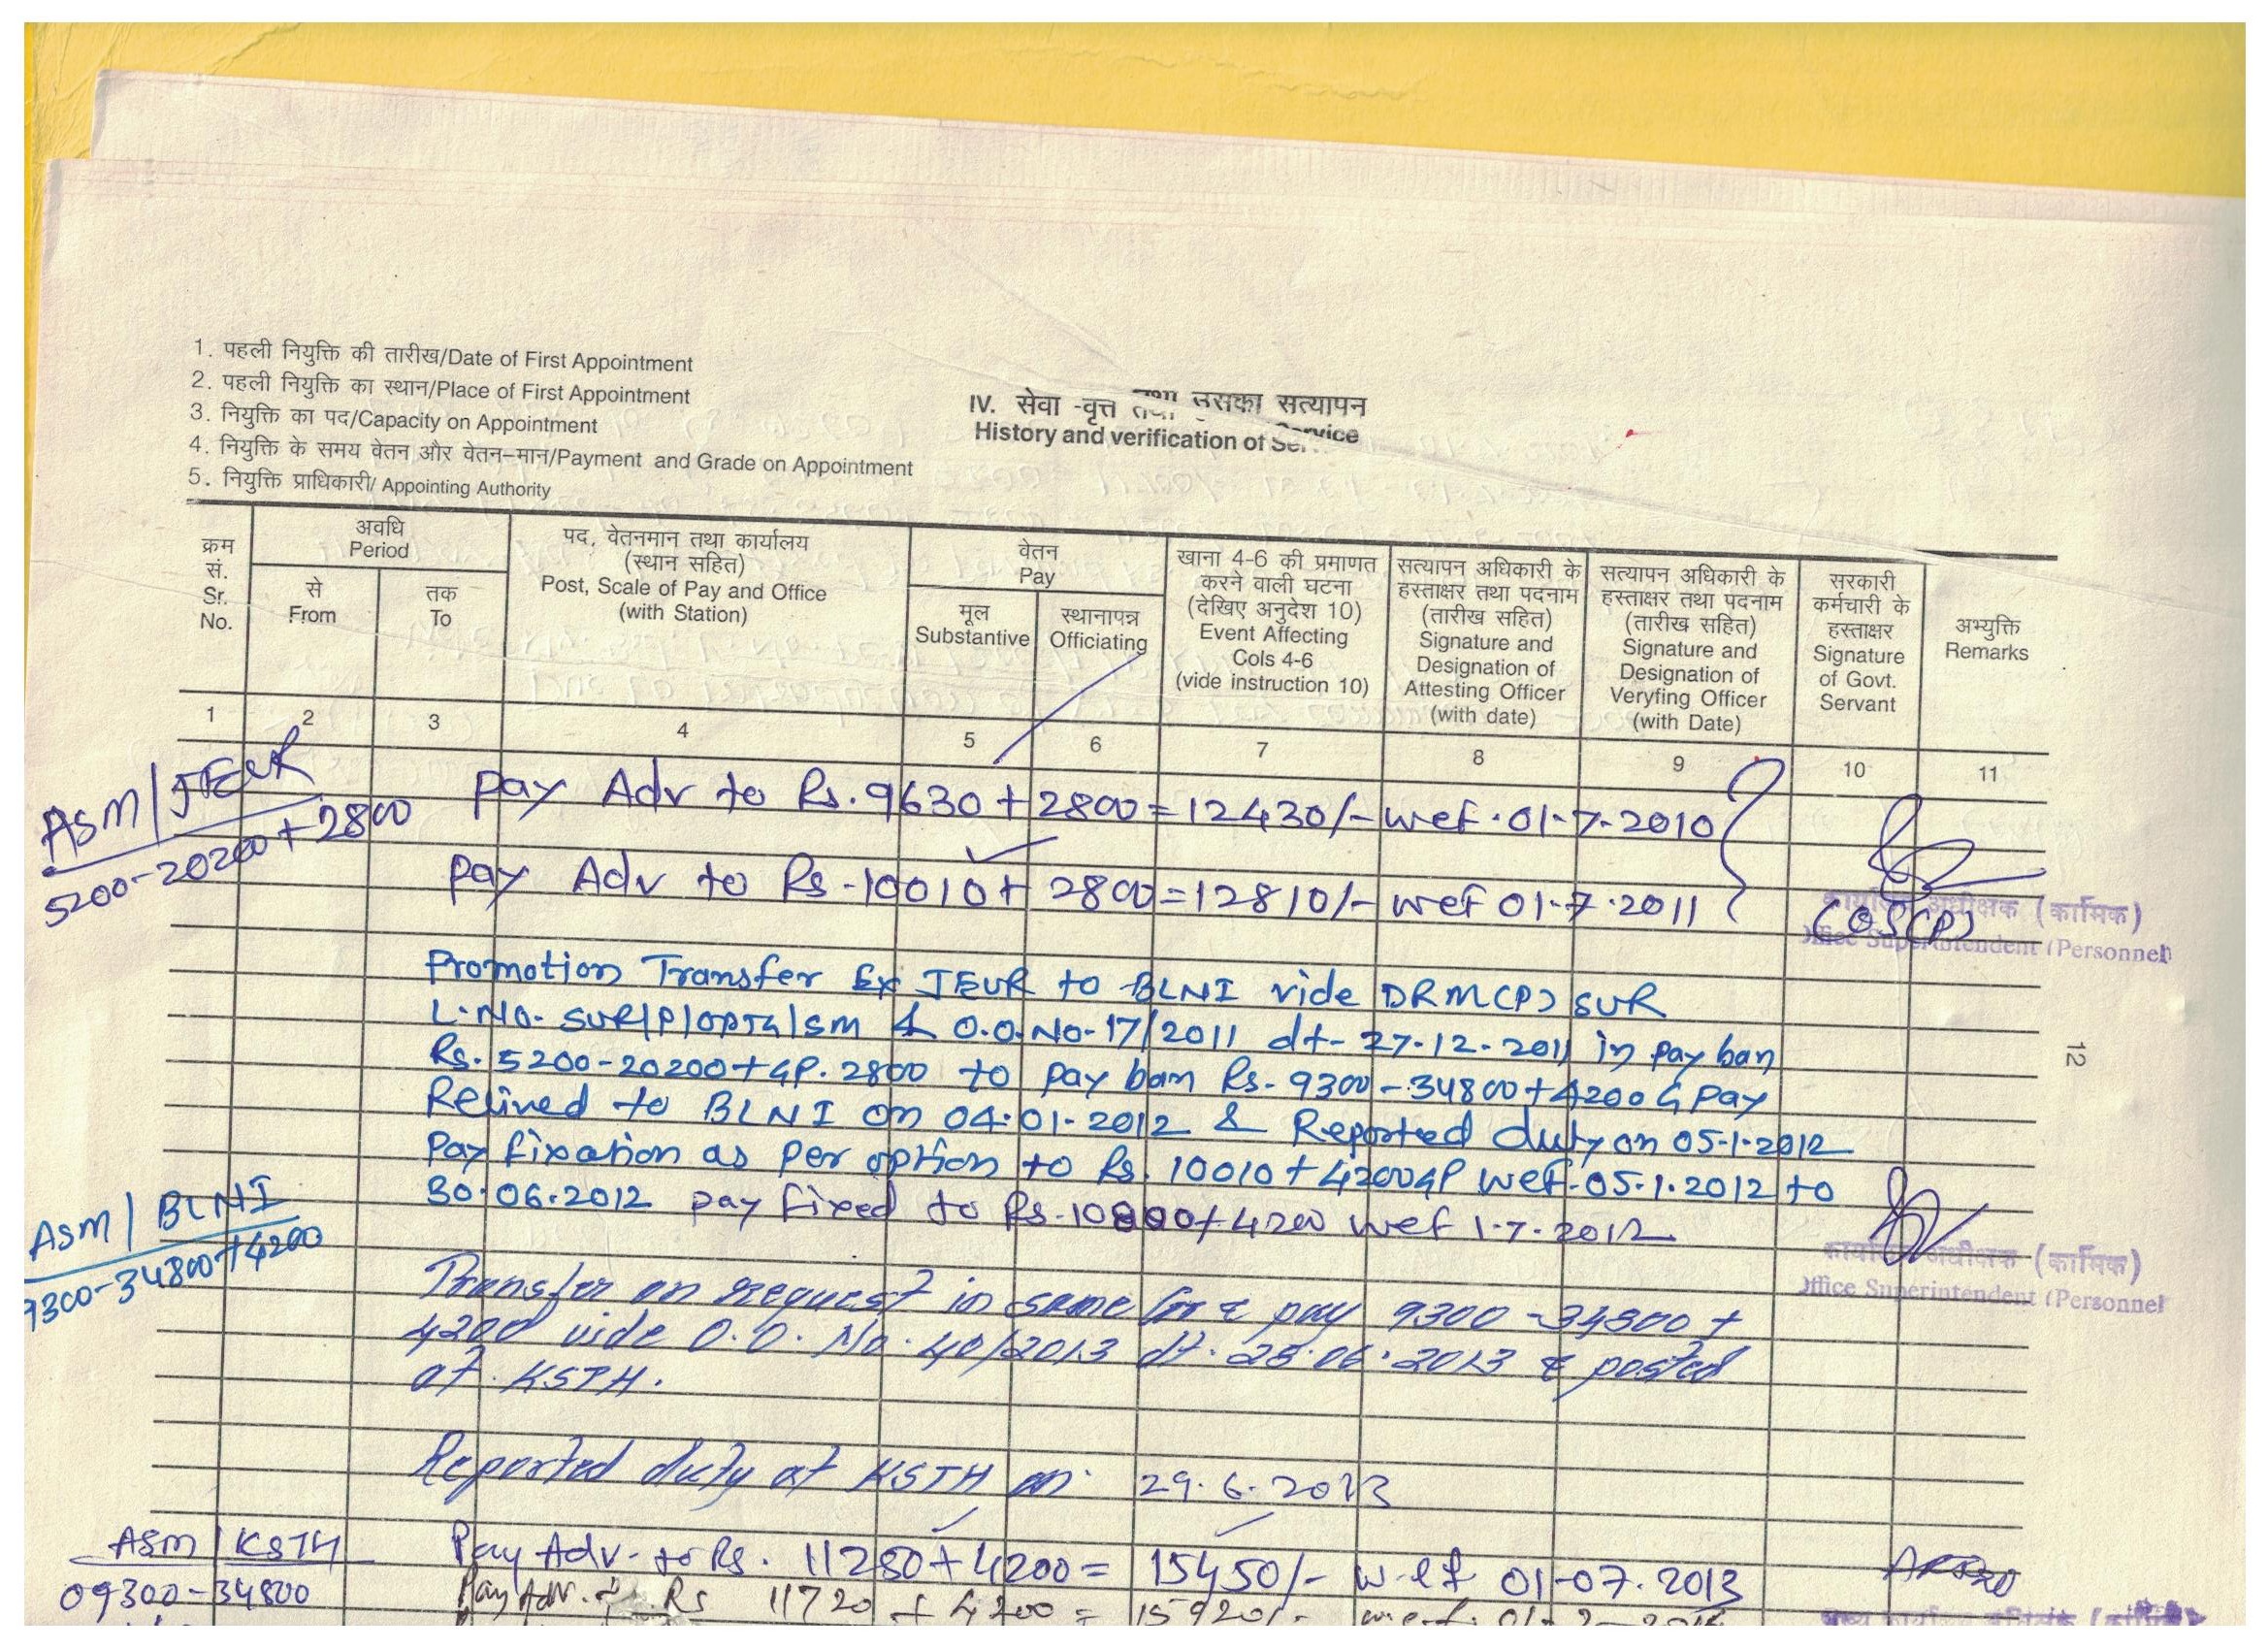 1. पहली नियुक्ति की तारीख/Date of First Appointment
2. पहली नियुक्ति का स्थान/Place of First Appointment
3. नियुक्ति का पद/Capacity on Appointment
4. नियुक्ति के समय वेतन और वेतन-मान/Payment and Grade on Appointment
5. नियुक्ति प्राधिकारी/ Appointing Authority
IV. सेवा -वृत्त तथा उसका सत्यापन
History and verification of Service
क्रम सं. Sr. No.
अवधि Period
से From
तक To
पद, वेतनमान तथा कार्यालय
(स्थान सहित)
Post, Scale of Pay and Office
(with Station)
वेतन Pay
मूल Substantive
स्थानापन्न Officiating
खाना 4-6 की प्रमाणत
करने वाली घटना
(देखिए अनुदेश 10)
Event Affecting
Cols 4-6
(vide instruction 10)
सत्यापन अधिकारी के
हस्ताक्षर तथा पदनाम
(तारीख सहित)
Signature and
Designation of
Attesting Officer
(with date)
सत्यापन अधिकारी के
हस्ताक्षर तथा पदनाम
(तारीख सहित)
Signature and
Designation of
Veryfing Officer
(with Date)
सरकारी
कर्मचारी के
हस्ताक्षर
Signature
of Govt.
Servant
अभ्युक्ति
Remarks
1 2 3 4 5 6 7 8 9 10 11
ASM/JEUR
5200-20200+2800
Pay Adv to Rs. 9630+2800=12430/- wef. 01-7-2010
Pay Adv to Rs-10010+2800=12810/- wef 01-7-2011
COS(P)
कार्यालय अधीक्षक (कार्मिक)
Office Superintendent (Personnel)
Promotion Transfer Ex JEUR to BLNI vide DRM(P) SUR
L.No. SUR/P/OPTG/SM & O.O.No-17/2011 dt- 27-12-2011 in pay ban
Rs. 5200-20200+GP. 2800 to pay ban Rs- 9300-34800+4200 G pay
Relived to BLNI on 04-01-2012 & Reported duty on 05-1-2012
Pay fixation as per option to Rs. 10010+4200GP wef-05-1.2012 to
30.06.2012 pay fixed to Rs. +4200 wef 1-7-2012
12
ASM/BLNI
9300-34800+4200
कार्यालय अधीक्षक (कार्मिक)
Office Superintendent (Personnel
Transfer on request in same Gr & pay 9300-34800+
4200 vide O.O. No. 40/2013 dt. 28.06.2013 & posted
at KSTH.
Reported duty at KSTH on 29.6.2013
ASM/KSTH
09300-34800
Pay Adv- to Rs. 11250+4200= 15450/- w.e.f 01-07.2013
Pay Adv. Rs 11720 + 4200 = 15920/-